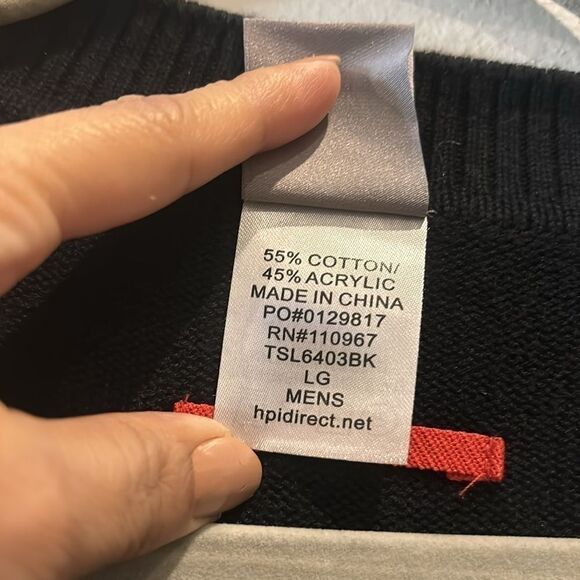 55% COTTON/
45% ACRYLIC
MADE IN CHINA
PO#0129817
RN#110967
TSL6403BK
LG
MENS
hpidirect.net